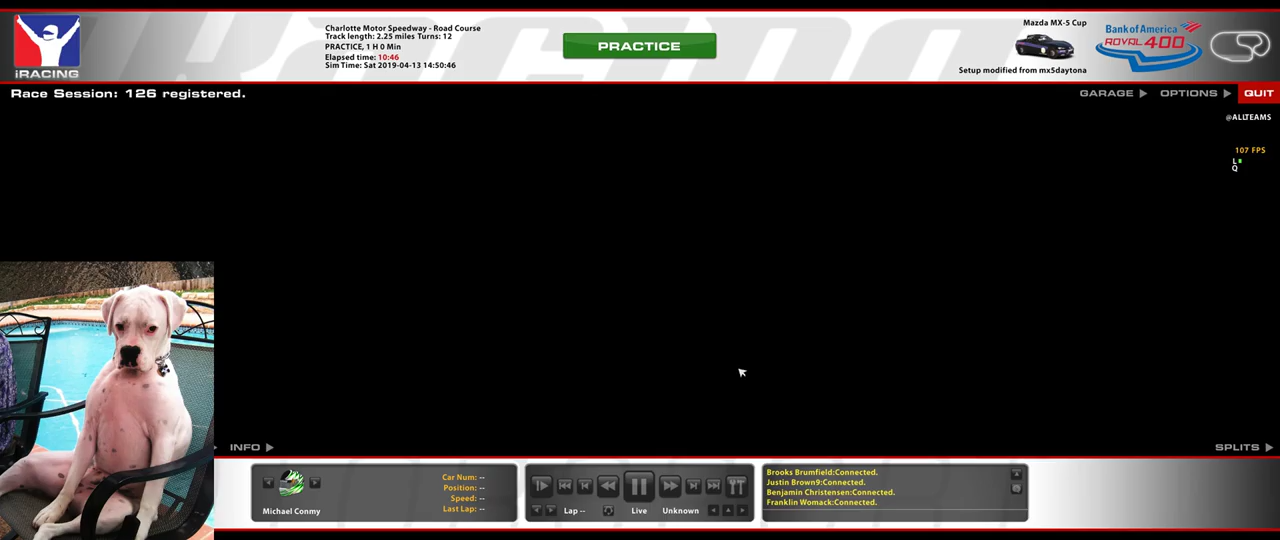 iRACING
Charlotte Motor Speedway - Road Course
Track length: 2.25 miles Turns: 12
PRACTICE, 1 H 0 Min
Elapsed time: 10:46
Sim Time: Sat 2019-04-13 14:50:46
PRACTICE
Mazda MX-5 Cup
Setup modified from mx5daytona
Bank of America
ROYAL 400
Race Session: 126 registered.
GARAGE
OPTIONS
QUIT
@ALLTEAMS
107 FPS
L
Q
INFO
SPLITS
Michael Conmy
Car Num: --
Position: --
Speed: --
Last Lap: --
Lap --
Live
Unknown
Brooks Brumfield:Connected.
Justin Brown9:Connected.
Benjamin Christensen:Connected.
Franklin Womack:Connected.